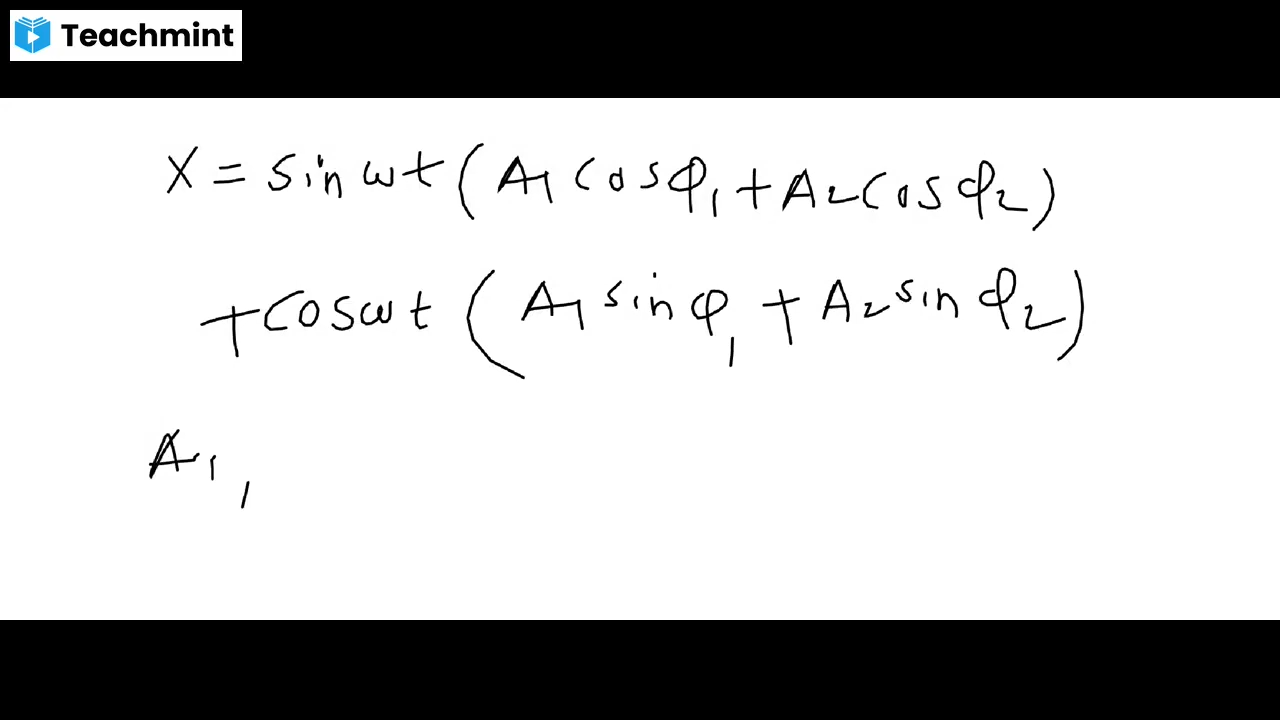 Teachmint
X = sin ωt (A1 cos φ1 + A2 cos φ2)
+ cos ωt (A1 sin φ1 + A2 sin φ2)
A1,